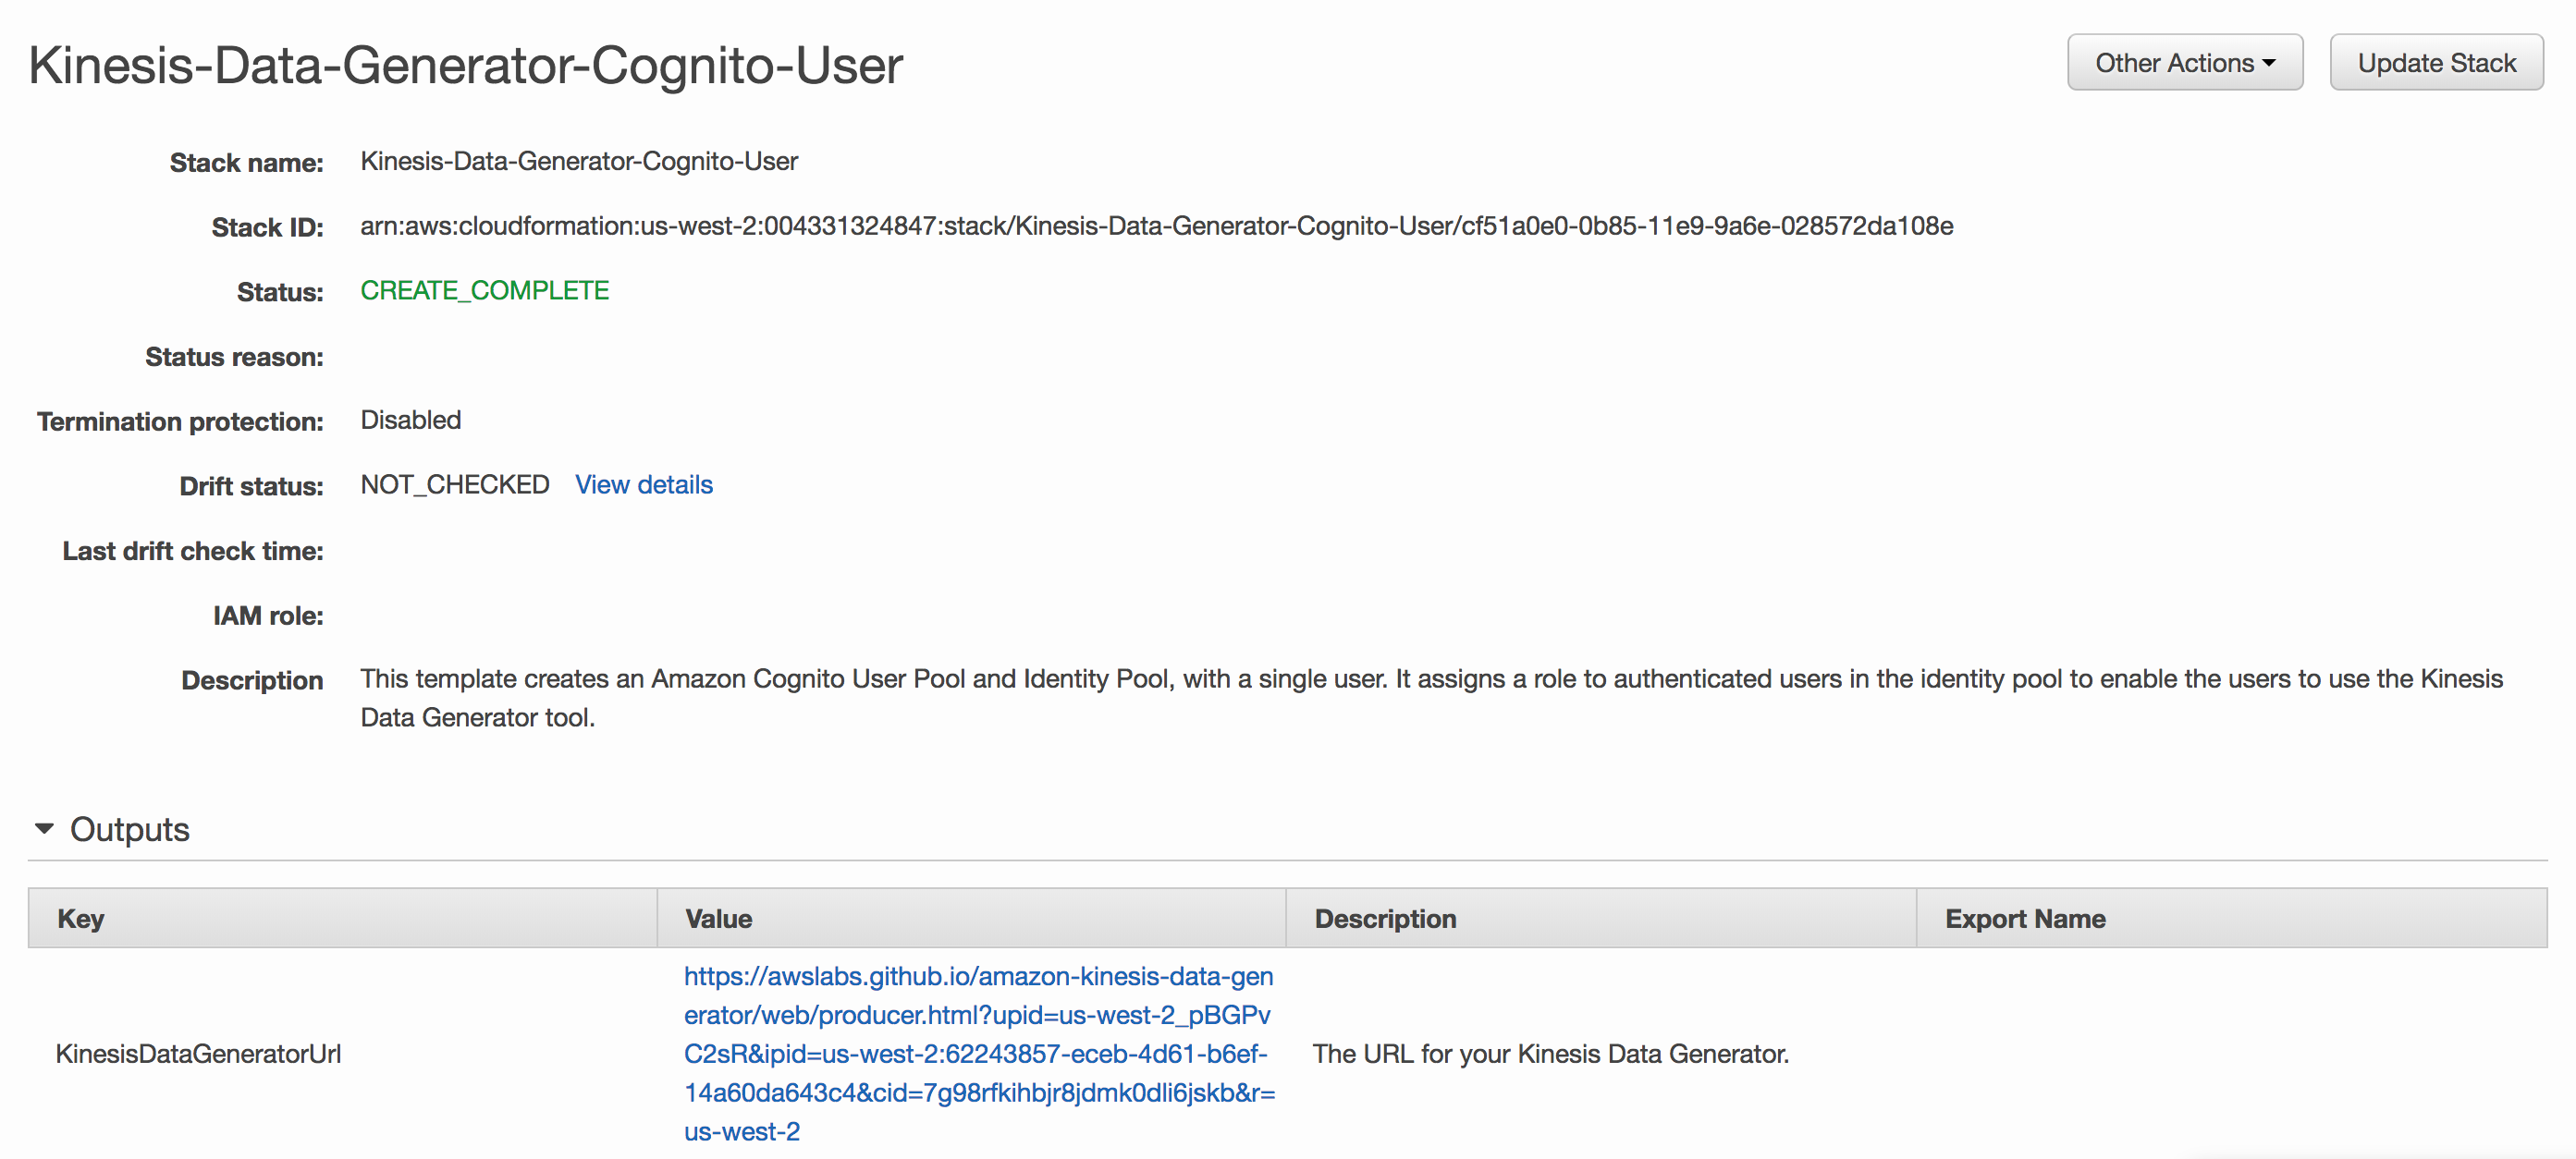 Kinesis-Data-Generator-Cognito-User
Other Actions
Update Stack
Stack name: Kinesis-Data-Generator-Cognito-User
Stack ID: arn:aws:cloudformation:us-west-2:004331324847:stack/Kinesis-Data-Generator-Cognito-User/cf51a0e0-0b85-11e9-9a6e-028572da108e
Status: CREATE_COMPLETE
Status reason:
Termination protection: Disabled
Drift status: NOT_CHECKED View details
Last drift check time:
IAM role:
Description This template creates an Amazon Cognito User Pool and Identity Pool, with a single user. It assigns a role to authenticated users in the identity pool to enable the users to use the Kinesis
Data Generator tool.
Outputs
Key Value Description Export Name
KinesisDataGeneratorUrl
https://awslabs.github.io/amazon-kinesis-data-gen
erator/web/producer.html?upid=us-west-2_pBGPv
C2sR&ipid=us-west-2:62243857-eceb-4d61-b6ef-
14a60da643c4&cid=7g98rfkihbjr8jdmk0dli6jskb&r=
us-west-2
The URL for your Kinesis Data Generator.